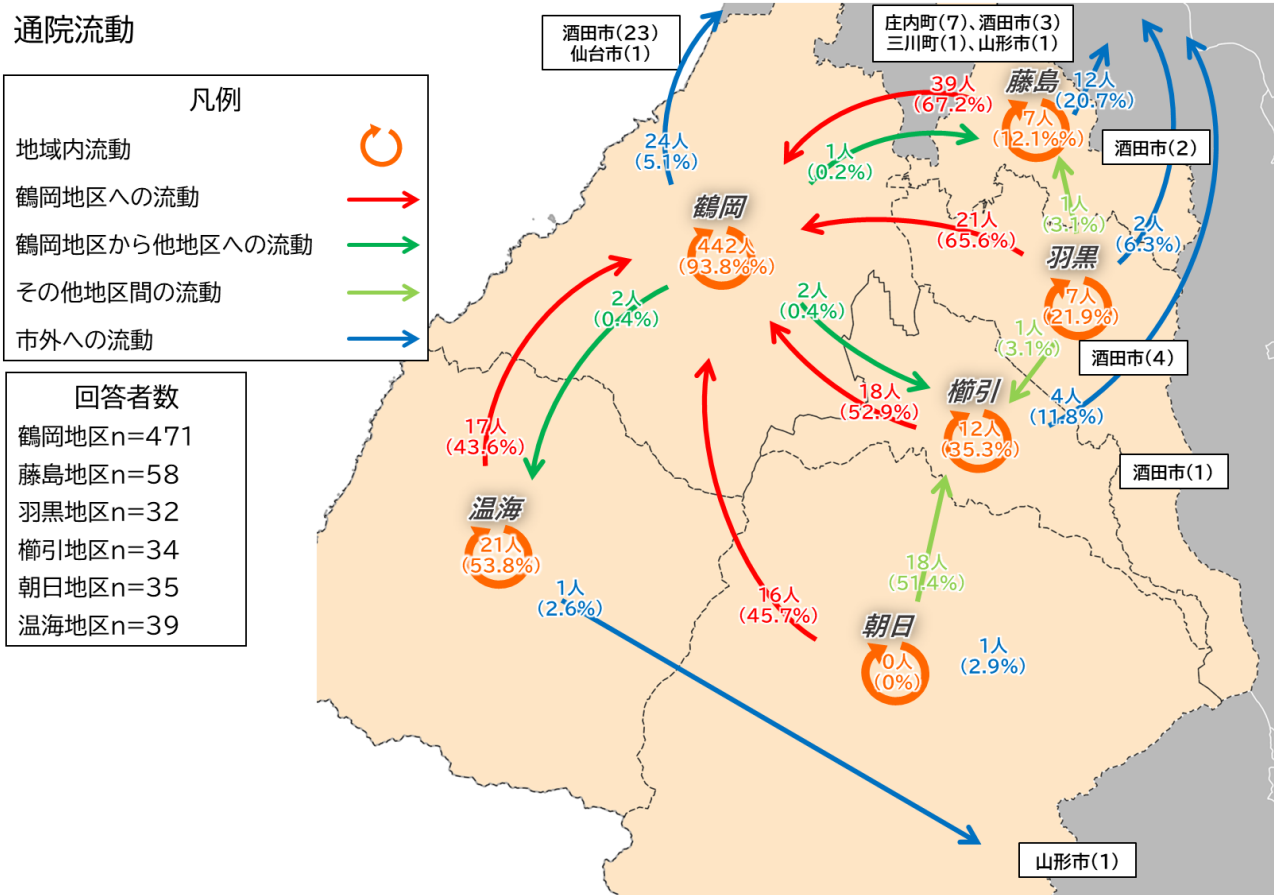 通院流動
凡例
地域内流動
鶴岡地区への流動
鶴岡地区から他地区への流動
その他地区間の流動
市外への流動
回答者数
鶴岡地区n=471
藤島地区n=58
羽黒地区n=32
櫛引地区n=34
朝日地区n=35
温海地区n=39
酒田市(23)
仙台市(1)
庄内町(7)、酒田市(3)
三川町(1)、山形市(1)
藤島
39人
(67.2%)
12人
(20.7%)
7人
(12.1%%)
24人
(5.1%)
1人
(0.2%)
酒田市(2)
鶴岡
442人
(93.8%%)
21人
(65.6%)
1人
(3.1%)
2人
(6.3%)
羽黒
7人
(21.9%)
2人
(0.4%)
2人
(0.4%)
1人
(3.1%)
酒田市(4)
櫛引
18人
(52.9%)
4人
(11.8%)
12人
(35.3%)
17人
(43.6%)
酒田市(1)
温海
21人
(53.8%)
1人
(2.6%)
16人
(45.7%)
18人
(51.4%)
朝日
0人
(0%)
1人
(2.9%)
山形市(1)